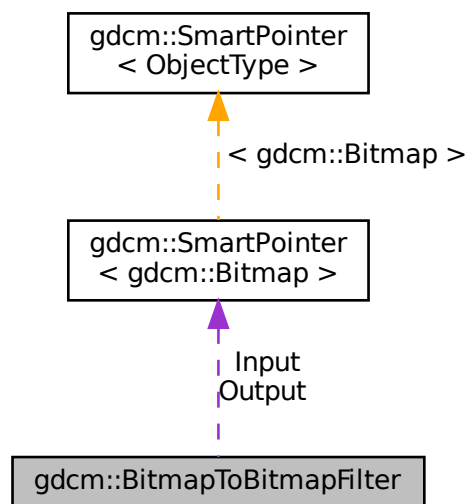 gdcm::SmartPointer
< ObjectType >
< gdcm::Bitmap >
gdcm::SmartPointer
< gdcm::Bitmap >
Input
Output
gdcm::BitmapToBitmapFilter